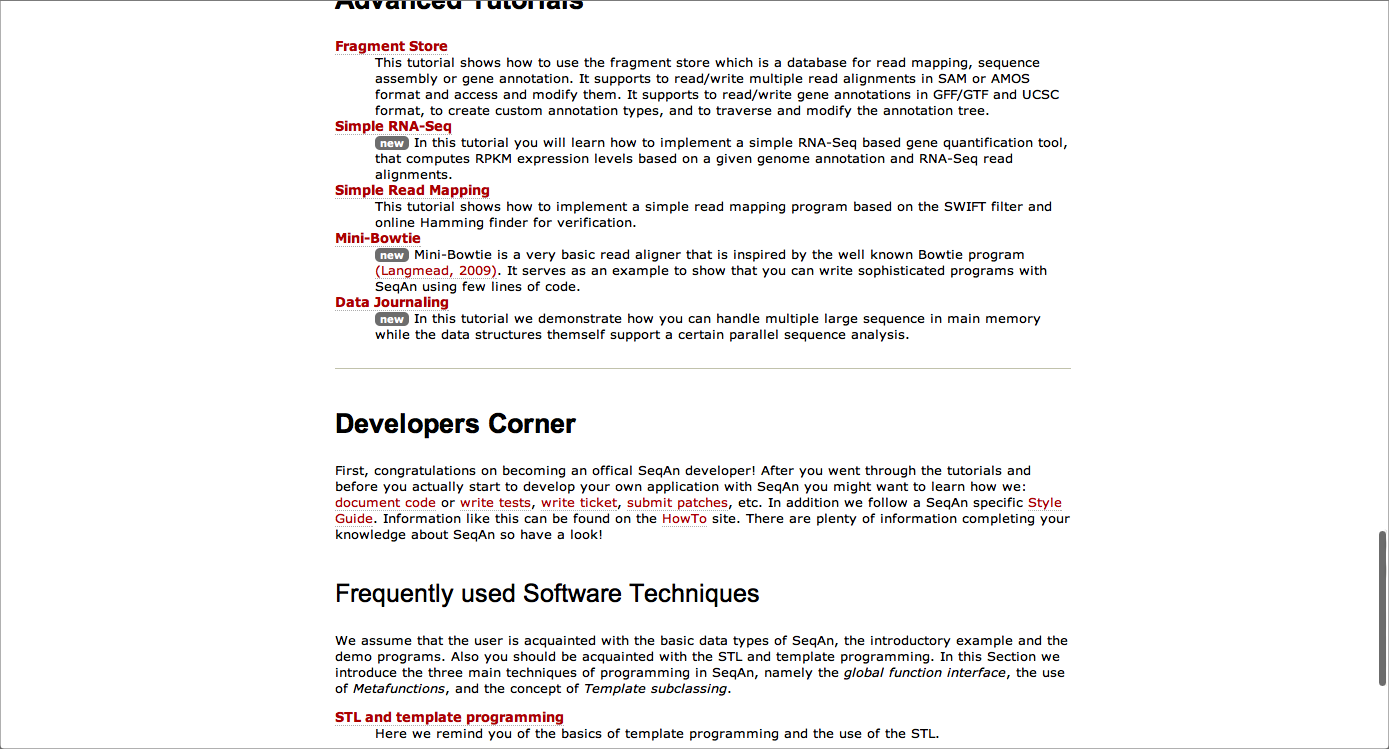 Advanced Tutorials
Fragment Store
This tutorial shows how to use the fragment store which is a database for read mapping, sequence
assembly or gene annotation. It supports to read/write multiple read alignments in SAM or AMOS
format and access and modify them. It supports to read/write gene annotations in GFF/GTF and UCSC
format, to create custom annotation types, and to traverse and modify the annotation tree.
Simple RNA-Seq
new In this tutorial you will learn how to implement a simple RNA-Seq based gene quantification tool,
that computes RPKM expression levels based on a given genome annotation and RNA-Seq read
alignments.
Simple Read Mapping
This tutorial shows how to implement a simple read mapping program based on the SWIFT filter and
online Hamming finder for verification.
Mini-Bowtie
new Mini-Bowtie is a very basic read aligner that is inspired by the well known Bowtie program
(Langmead, 2009). It serves as an example to show that you can write sophisticated programs with
SeqAn using few lines of code.
Data Journaling
new In this tutorial we demonstrate how you can handle multiple large sequence in main memory
while the data structures themself support a certain parallel sequence analysis.
Developers Corner
First, congratulations on becoming an offical SeqAn developer! After you went through the tutorials and
before you actually start to develop your own application with SeqAn you might want to learn how we:
document code or write tests, write ticket, submit patches, etc. In addition we follow a SeqAn specific Style
Guide. Information like this can be found on the HowTo site. There are plenty of information completing your
knowledge about SeqAn so have a look!
Frequently used Software Techniques
We assume that the user is acquainted with the basic data types of SeqAn, the introductory example and the
demo programs. Also you should be acquainted with the STL and template programming. In this Section we
introduce the three main techniques of programming in SeqAn, namely the global function interface, the use
of Metafunctions, and the concept of Template subclassing.
STL and template programming
Here we remind you of the basics of template programming and the use of the STL.